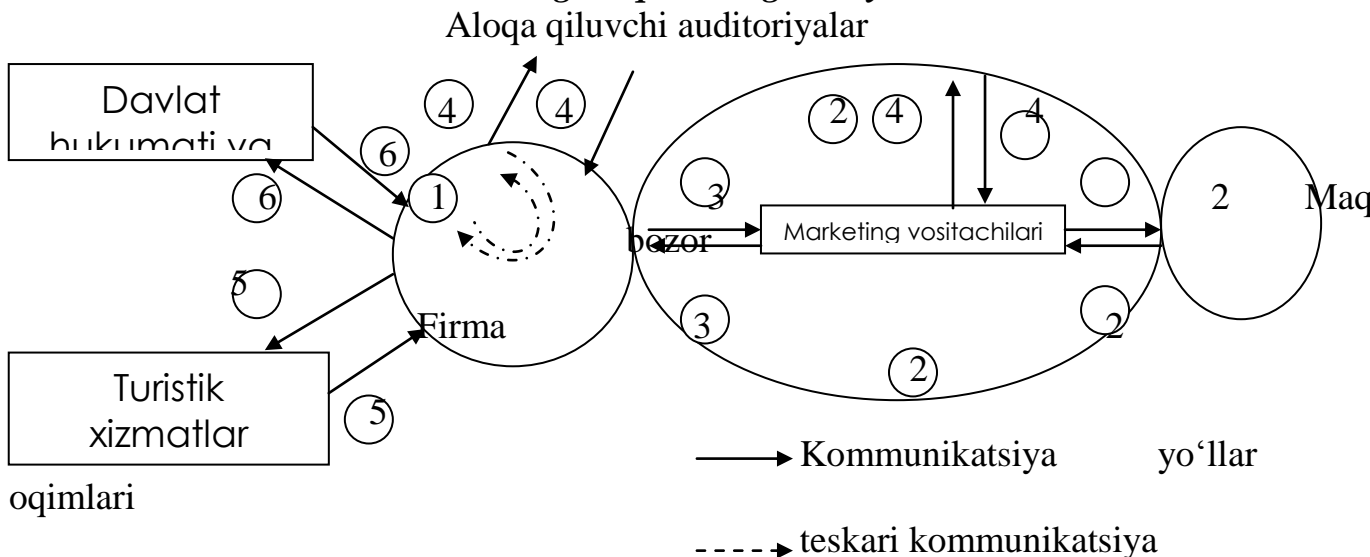 Aloqa qiluvchi auditoriyalar
Davlat
4 4
2 4 4
6
6
1
3
2 Maq
bozor
Marketing vositachilari
5
Firma
3
2
2
Turistik
xizmatlar
5
Kommunikatsiya yo‘llar
oqimlari
teskari kommunikatsiya